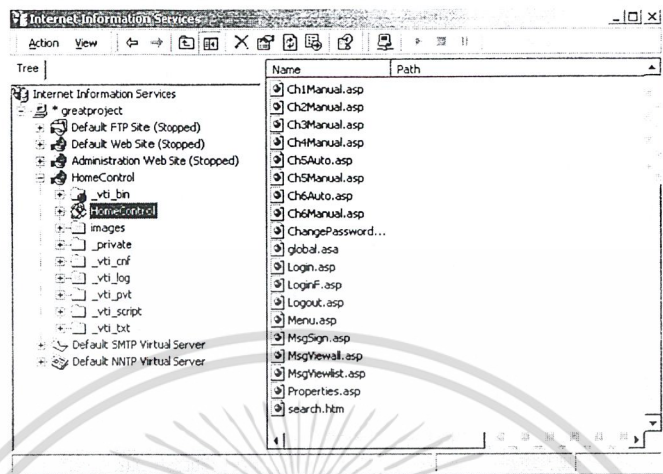 Internet Information Services
Action View
Tree
Internet Information Services
* greatproject
Default FTP Site (Stopped)
Default Web Site (Stopped)
Administration Web Site (Stopped)
HomeControl
_vti_bin
HomeControl
images
_private
_vti_cnf
_vti_log
_vti_pvt
_vti_script
_vti_txt
Default SMTP Virtual Server
Default NNTP Virtual Server
Name Path
Ch1Manual.asp
Ch2Manual.asp
Ch3Manual.asp
Ch4Manual.asp
Ch5Auto.asp
Ch5Manual.asp
Ch6Auto.asp
Ch6Manual.asp
ChangePassword...
global.asa
Login.asp
LoginF.asp
Logout.asp
Menu.asp
MsgSign.asp
MsgViewall.asp
MsgViewlist.asp
Properties.asp
search.htm